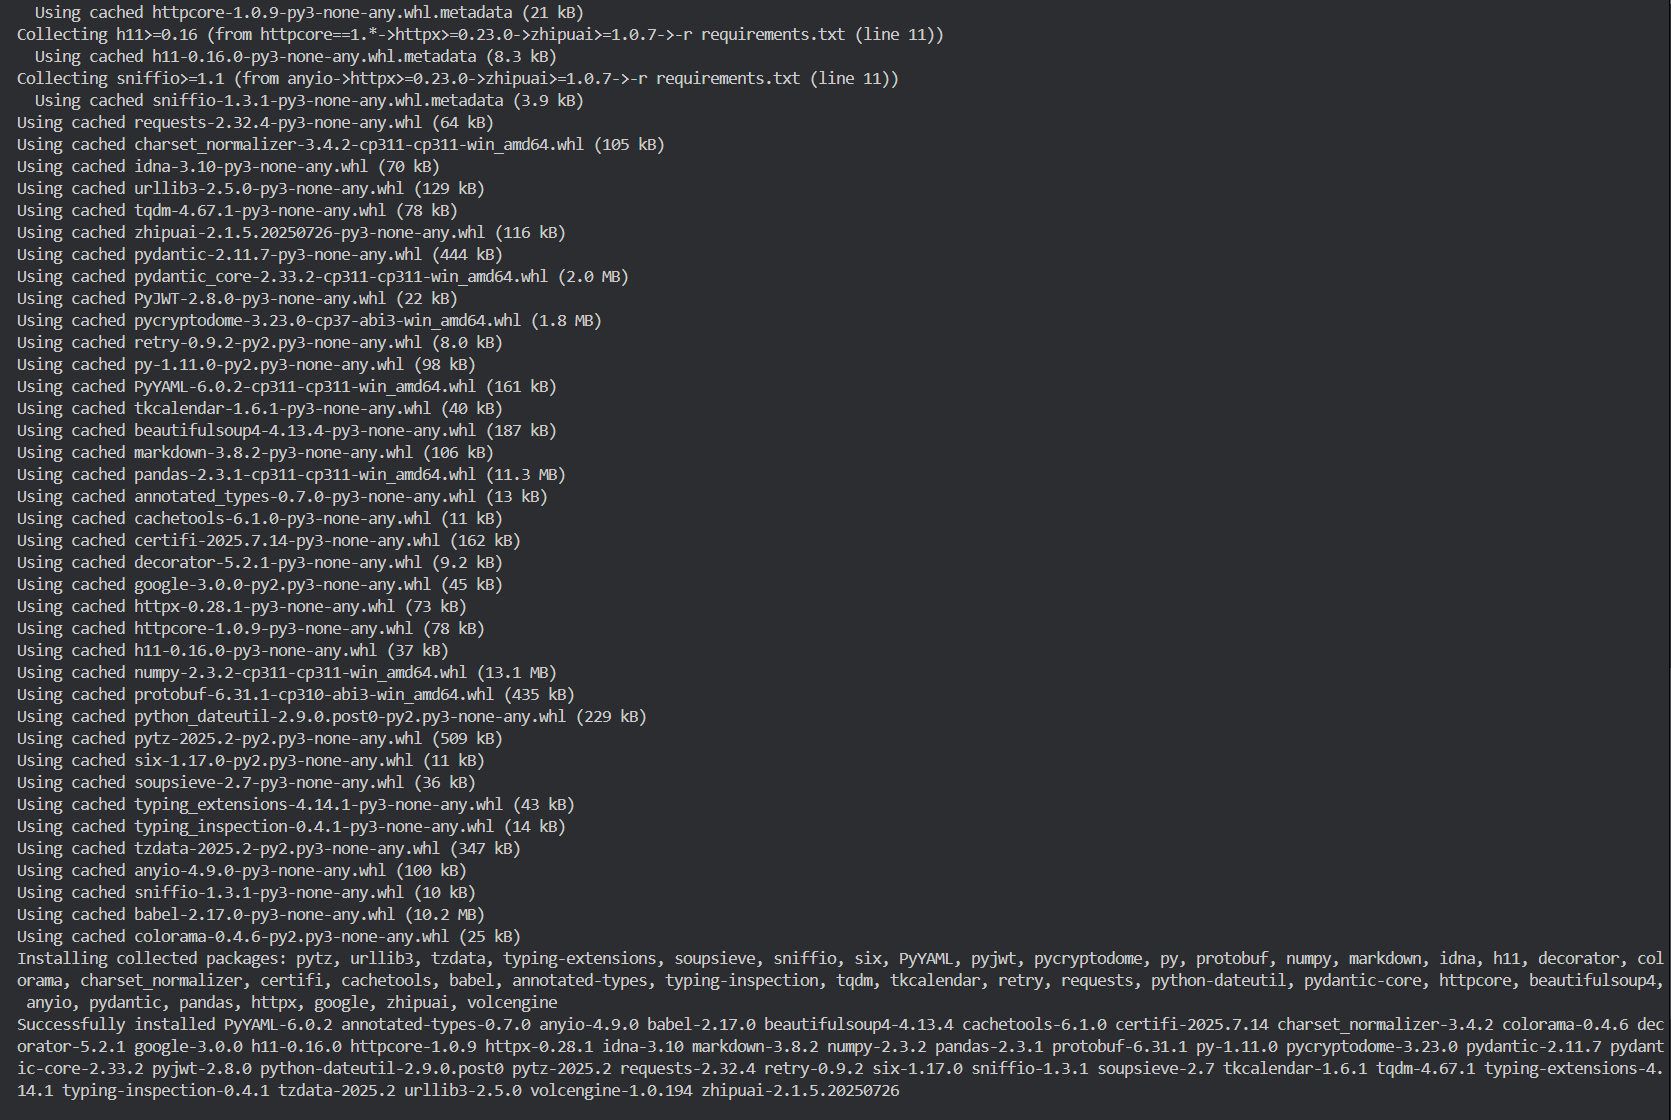 Using cached httpcore-1.0.9-py3-none-any.whl.metadata (21 kB)
Collecting h11>=0.16 (from httpcore==1.*->httpx>=0.23.0->zhipuai>=1.0.7->-r requirements.txt (line 11))
Using cached h11-0.16.0-py3-none-any.whl.metadata (8.3 kB)
Collecting sniffio>=1.1 (from anyio->httpx>=0.23.0->zhipuai>=1.0.7->-r requirements.txt (line 11))
Using cached sniffio-1.3.1-py3-none-any.whl.metadata (3.9 kB)
Using cached requests-2.32.4-py3-none-any.whl (64 kB)
Using cached charset_normalizer-3.4.2-cp311-cp311-win_amd64.whl (105 kB)
Using cached idna-3.10-py3-none-any.whl (70 kB)
Using cached urllib3-2.5.0-py3-none-any.whl (129 kB)
Using cached tqdm-4.67.1-py3-none-any.whl (78 kB)
Using cached zhipuai-2.1.5.20250726-py3-none-any.whl (116 kB)
Using cached pydantic-2.11.7-py3-none-any.whl (444 kB)
Using cached pydantic_core-2.33.2-cp311-cp311-win_amd64.whl (2.0 MB)
Using cached PyJWT-2.8.0-py3-none-any.whl (22 kB)
Using cached pycryptodome-3.23.0-cp37-abi3-win_amd64.whl (1.8 MB)
Using cached retry-0.9.2-py2.py3-none-any.whl (8.0 kB)
Using cached py-1.11.0-py2.py3-none-any.whl (98 kB)
Using cached PyYAML-6.0.2-cp311-cp311-win_amd64.whl (161 kB)
Using cached tkcalendar-1.6.1-py3-none-any.whl (40 kB)
Using cached beautifulsoup4-4.13.4-py3-none-any.whl (187 kB)
Using cached markdown-3.8.2-py3-none-any.whl (106 kB)
Using cached pandas-2.3.1-cp311-cp311-win_amd64.whl (11.3 MB)
Using cached annotated_types-0.7.0-py3-none-any.whl (13 kB)
Using cached cachetools-6.1.0-py3-none-any.whl (11 kB)
Using cached certifi-2025.7.14-py3-none-any.whl (162 kB)
Using cached decorator-5.2.1-py3-none-any.whl (9.2 kB)
Using cached google-3.0.0-py2.py3-none-any.whl (45 kB)
Using cached httpx-0.28.1-py3-none-any.whl (73 kB)
Using cached httpcore-1.0.9-py3-none-any.whl (78 kB)
Using cached h11-0.16.0-py3-none-any.whl (37 kB)
Using cached numpy-2.3.2-cp311-cp311-win_amd64.whl (13.1 MB)
Using cached protobuf-6.31.1-cp310-abi3-win_amd64.whl (435 kB)
Using cached python_dateutil-2.9.0.post0-py2.py3-none-any.whl (229 kB)
Using cached pytz-2025.2-py2.py3-none-any.whl (509 kB)
Using cached six-1.17.0-py2.py3-none-any.whl (11 kB)
Using cached soupsieve-2.7-py3-none-any.whl (36 kB)
Using cached typing_extensions-4.14.1-py3-none-any.whl (43 kB)
Using cached typing_inspection-0.4.1-py3-none-any.whl (14 kB)
Using cached tzdata-2025.2-py2.py3-none-any.whl (347 kB)
Using cached anyio-4.9.0-py3-none-any.whl (100 kB)
Using cached sniffio-1.3.1-py3-none-any.whl (10 kB)
Using cached babel-2.17.0-py3-none-any.whl (10.2 MB)
Using cached colorama-0.4.6-py2.py3-none-any.whl (25 kB)
Installing collected packages: pytz, urllib3, tzdata, typing-extensions, soupsieve, sniffio, six, PyYAML, pyjwt, pycryptodome, py, protobuf, numpy, markdown, idna, h11, decorator, col
orama, charset_normalizer, certifi, cachetools, babel, annotated-types, typing-inspection, tqdm, tkcalendar, retry, requests, python-dateutil, pydantic-core, httpcore, beautifulsoup4,
anyio, pydantic, pandas, httpx, google, zhipuai, volcengine
Successfully installed PyYAML-6.0.2 annotated-types-0.7.0 anyio-4.9.0 babel-2.17.0 beautifulsoup4-4.13.4 cachetools-6.1.0 certifi-2025.7.14 charset_normalizer-3.4.2 colorama-0.4.6 dec
orator-5.2.1 google-3.0.0 h11-0.16.0 httpcore-1.0.9 httpx-0.28.1 idna-3.10 markdown-3.8.2 numpy-2.3.2 pandas-2.3.1 protobuf-6.31.1 py-1.11.0 pycryptodome-3.23.0 pydantic-2.11.7 pydant
ic-core-2.33.2 pyjwt-2.8.0 python-dateutil-2.9.0.post0 pytz-2025.2 requests-2.32.4 retry-0.9.2 six-1.17.0 sniffio-1.3.1 soupsieve-2.7 tkcalendar-1.6.1 tqdm-4.67.1 typing-extensions-4.
14.1 typing-inspection-0.4.1 tzdata-2025.2 urllib3-2.5.0 volcengine-1.0.194 zhipuai-2.1.5.20250726